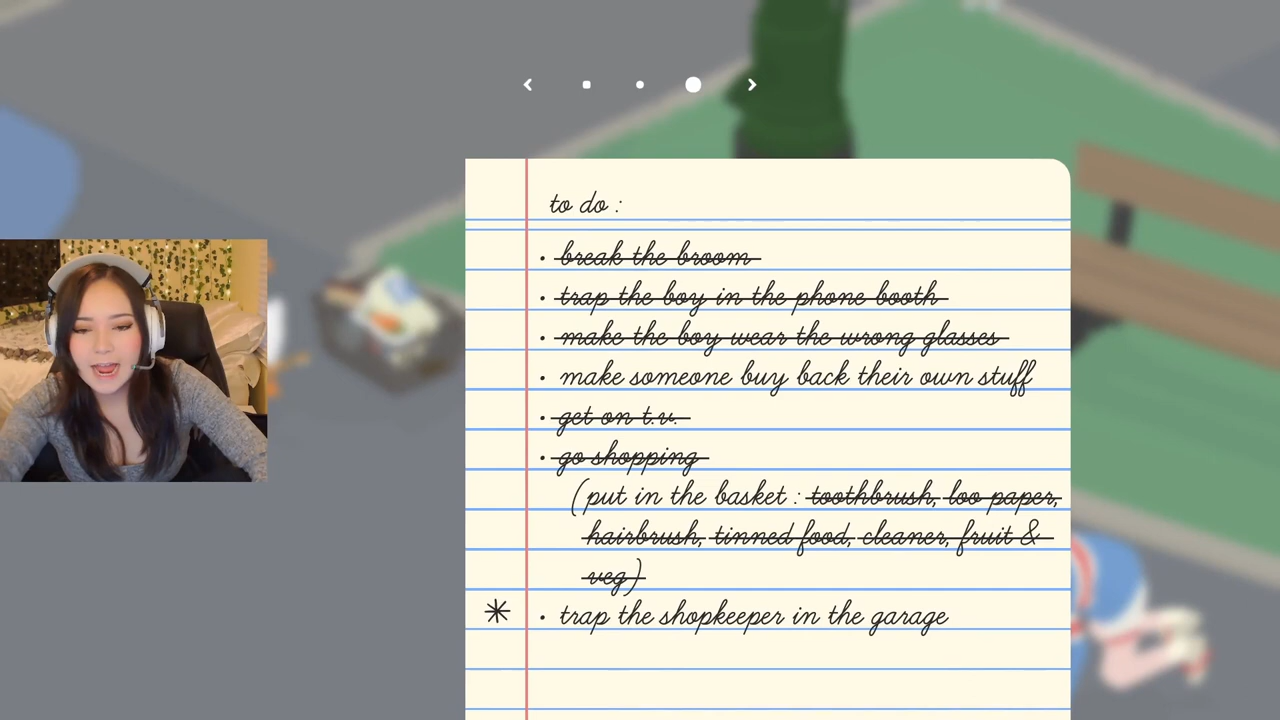 to do :
• break the broom
• trap the boy in the phone booth
• make the boy wear the wrong glasses
• make someone buy back their own stuff
• get on t.v.
• go shopping
(put in the basket : toothbrush, loo paper,
hairbrush, tinned food, cleaner, fruit &
veg)
• trap the shopkeeper in the garage